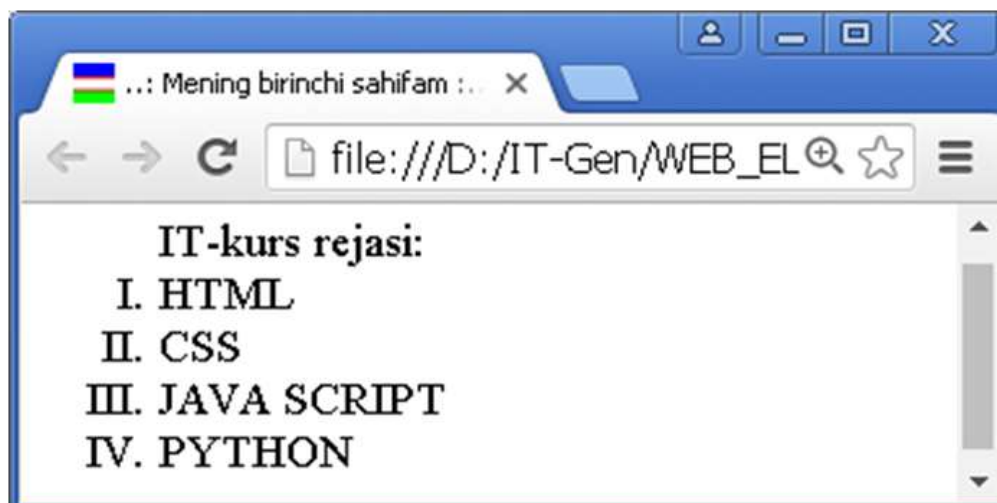 ..: Mening birinchi sahifam :..
file:///D:/IT-Gen/WEB_EL
IT-kurs rejasi:
I. HTML
II. CSS
III. JAVA SCRIPT
IV. PYTHON